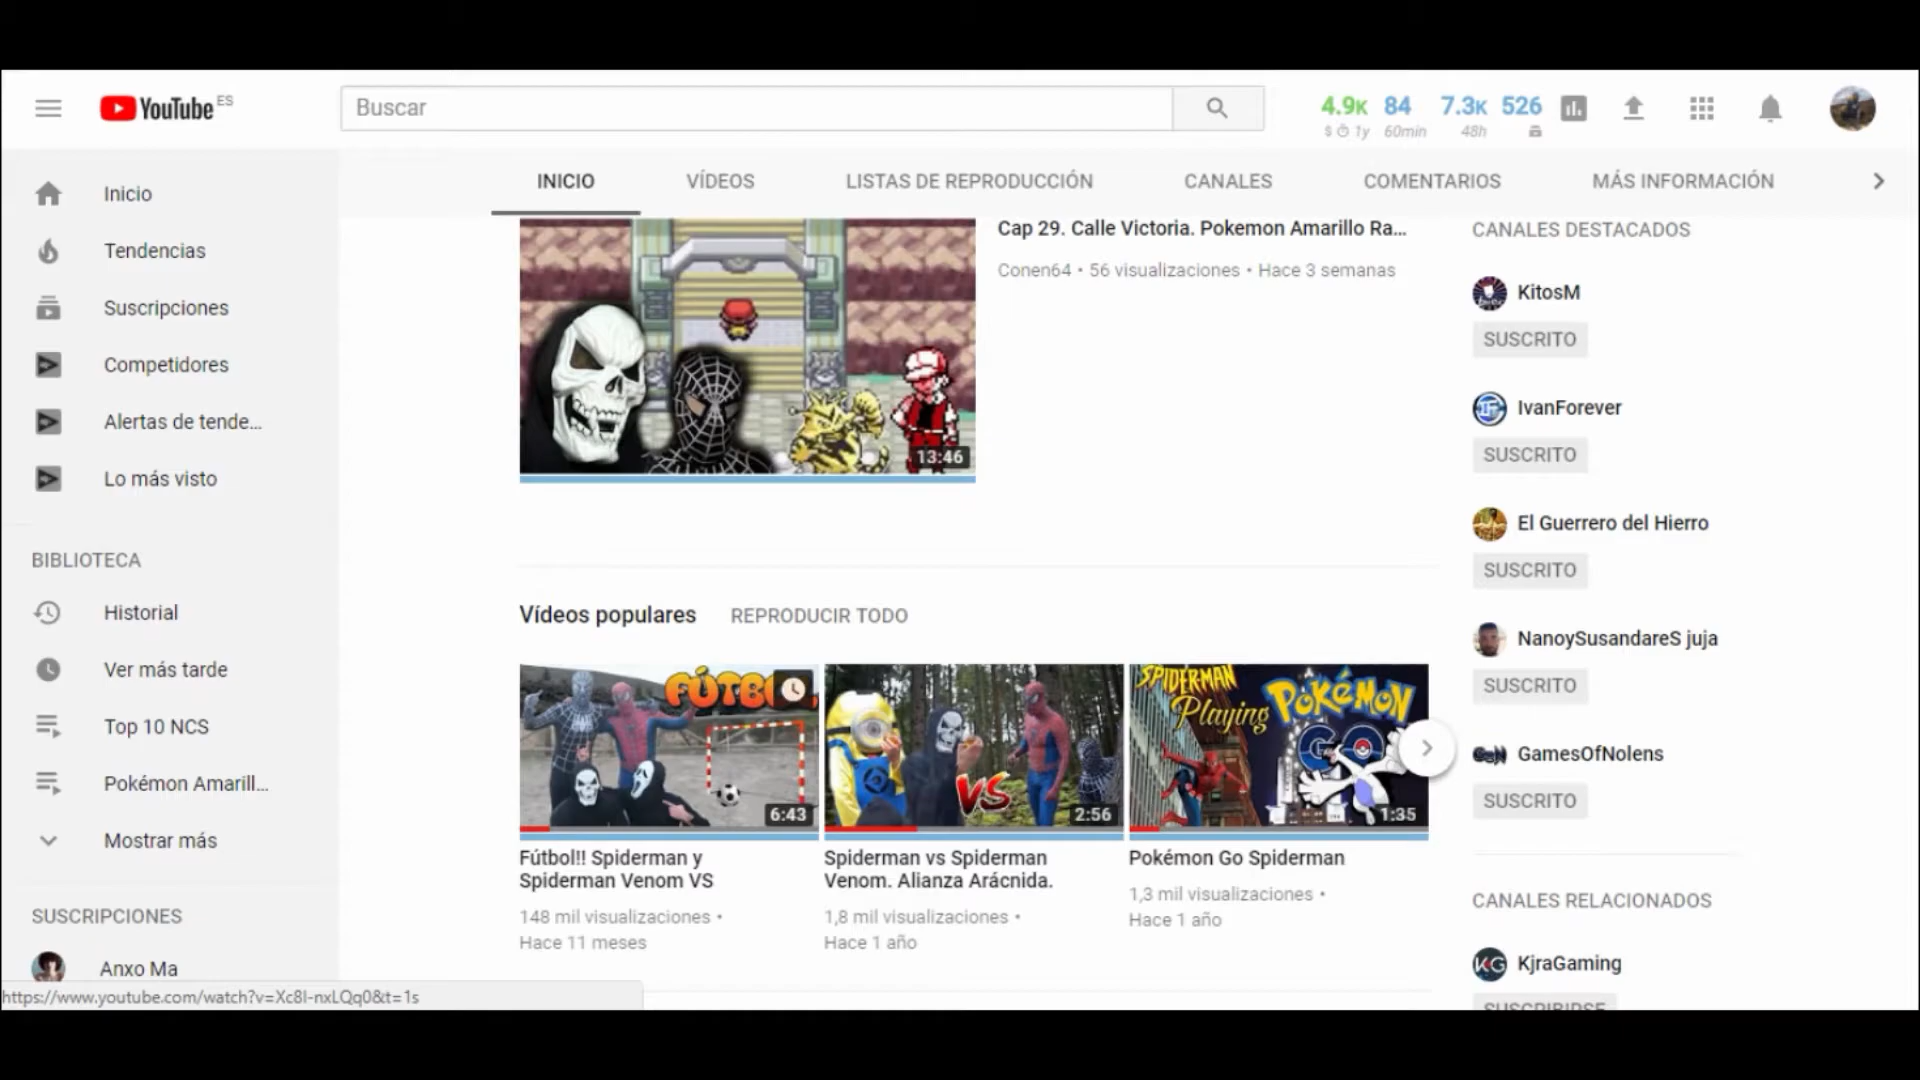 YouTube ES
Buscar
4.9K 84 7.3K 526
$ 1y 60min 48h
INICIO VÍDEOS LISTAS DE REPRODUCCIÓN CANALES COMENTARIOS MÁS INFORMACIÓN
Inicio
Tendencias
Suscripciones
Competidores
Alertas de tende...
Lo más visto
BIBLIOTECA
Historial
Ver más tarde
Top 10 NCS
Pokémon Amarill...
Mostrar más
SUSCRIPCIONES
Anxo Ma
https://www.youtube.com/watch?v=Xc8I-nxLQq0&t=1s
Cap 29. Calle Victoria. Pokemon Amarillo Ra...
Conen64 • 56 visualizaciones • Hace 3 semanas
13:46
Vídeos populares REPRODUCIR TODO
FÚTB
6:43
Fútbol!! Spiderman y
Spiderman Venom VS
148 mil visualizaciones •
Hace 11 meses
VS
2:56
Spiderman vs Spiderman
Venom. Alianza Arácnida.
1,8 mil visualizaciones •
Hace 1 año
SPIDERMAN
Playing
POKÉMON
GO
1:35
Pokémon Go Spiderman
1,3 mil visualizaciones •
Hace 1 año
CANALES DESTACADOS
KitosM
SUSCRITO
IvanForever
SUSCRITO
El Guerrero del Hierro
SUSCRITO
NanoySusandareS juja
SUSCRITO
GamesOfNolens
SUSCRITO
CANALES RELACIONADOS
KG KjraGaming
SUSCRIBIRSE